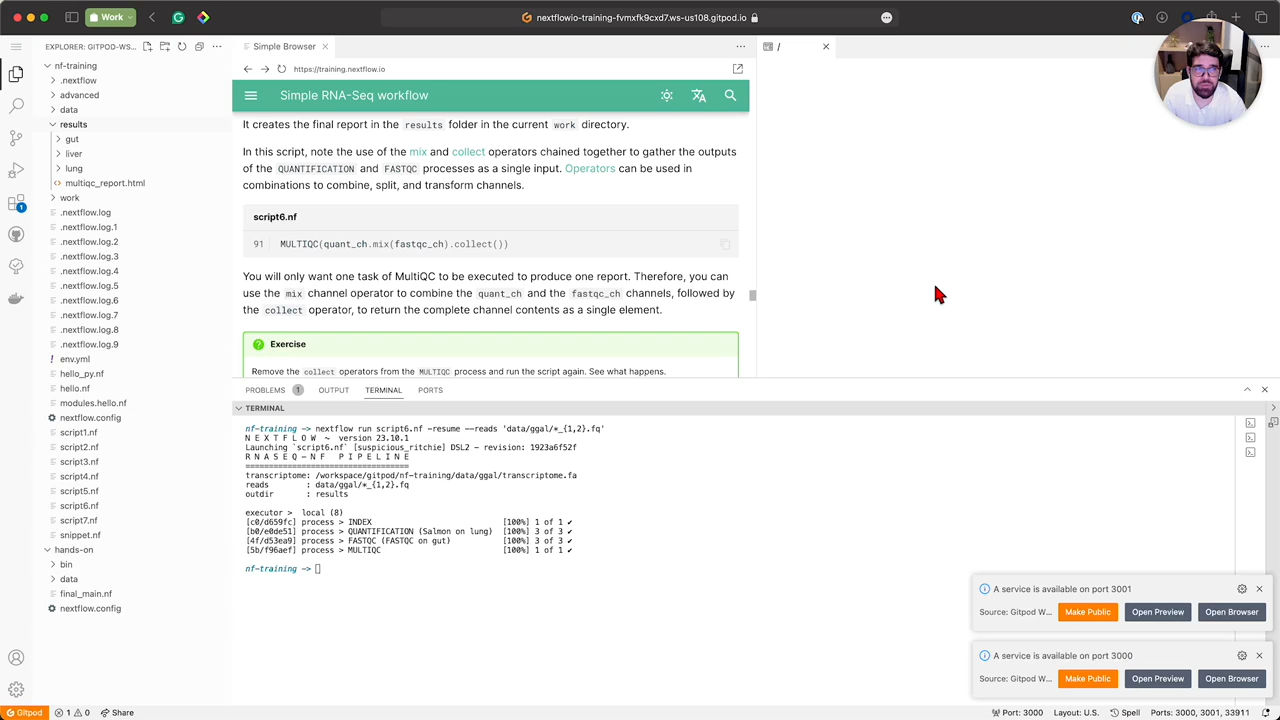 Work
nextflowio-training-fvmxfk9cxd7.ws-us108.gitpod.io
EXPLORER: GITPOD-WS...
nf-training
.nextflow
advanced
data
results
gut
liver
lung
multiqc_report.html
work
.nextflow.log
.nextflow.log.1
.nextflow.log.2
.nextflow.log.3
.nextflow.log.4
.nextflow.log.5
.nextflow.log.6
.nextflow.log.7
.nextflow.log.8
.nextflow.log.9
env.yml
hello_py.nf
hello.nf
modules.hello.nf
nextflow.config
script1.nf
script2.nf
script3.nf
script4.nf
script5.nf
script6.nf
script7.nf
snippet.nf
hands-on
bin
data
final_main.nf
nextflow.config
1
Simple Browser
https://training.nextflow.io
Simple RNA-Seq workflow
It creates the final report in the results folder in the current work directory.
In this script, note the use of the mix and collect operators chained together to gather the outputs
of the QUANTIFICATION and FASTQC processes as a single input. Operators can be used in
combinations to combine, split, and transform channels.
script6.nf
91 MULTIQC(quant_ch.mix(fastqc_ch).collect())
You will only want one task of MultiQC to be executed to produce one report. Therefore, you can
use the mix channel operator to combine the quant_ch and the fastqc_ch channels, followed by
the collect operator, to return the complete channel contents as a single element.
Exercise
Remove the collect operators from the MULTIQC process and run the script again. See what happens.
/
PROBLEMS 1 OUTPUT TERMINAL PORTS
TERMINAL
nf-training -> nextflow run script6.nf -resume --reads 'data/ggal/*_{1,2}.fq'
N E X T F L O W ~ version 23.10.1
Launching `script6.nf` [suspicious_ritchie] DSL2 - revision: 1923a6f52f
R N A S E Q - N F   P I P E L I N E
===================================
transcriptome: /workspace/gitpod/nf-training/data/ggal/transcriptome.fa
reads : data/ggal/*_{1,2}.fq
outdir : results
executor > local (8)
[c0/d659fc] process > INDEX [100%] 1 of 1 ✔
[b0/e0de51] process > QUANTIFICATION (Salmon on lung) [100%] 3 of 3 ✔
[4f/d53ea9] process > FASTQC (FASTQC on gut) [100%] 3 of 3 ✔
[5b/f96aef] process > MULTIQC [100%] 1 of 1 ✔
nf-training ->
A service is available on port 3001
Source: Gitpod W... Make Public Open Preview Open Browser
A service is available on port 3000
Source: Gitpod W... Make Public Open Preview Open Browser
Gitpod 1 0 Share Port: 3000 Layout: U.S. Spell Ports: 3000, 3001, 33911